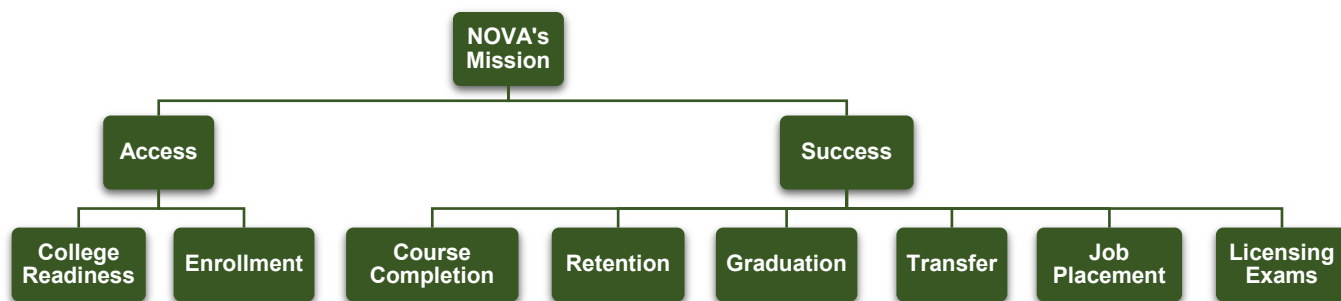 NOVA's
Mission
Access
Success
College
Readiness
Enrollment
Course
Completion
Retention
Graduation
Transfer
Job
Placement
Licensing
Exams